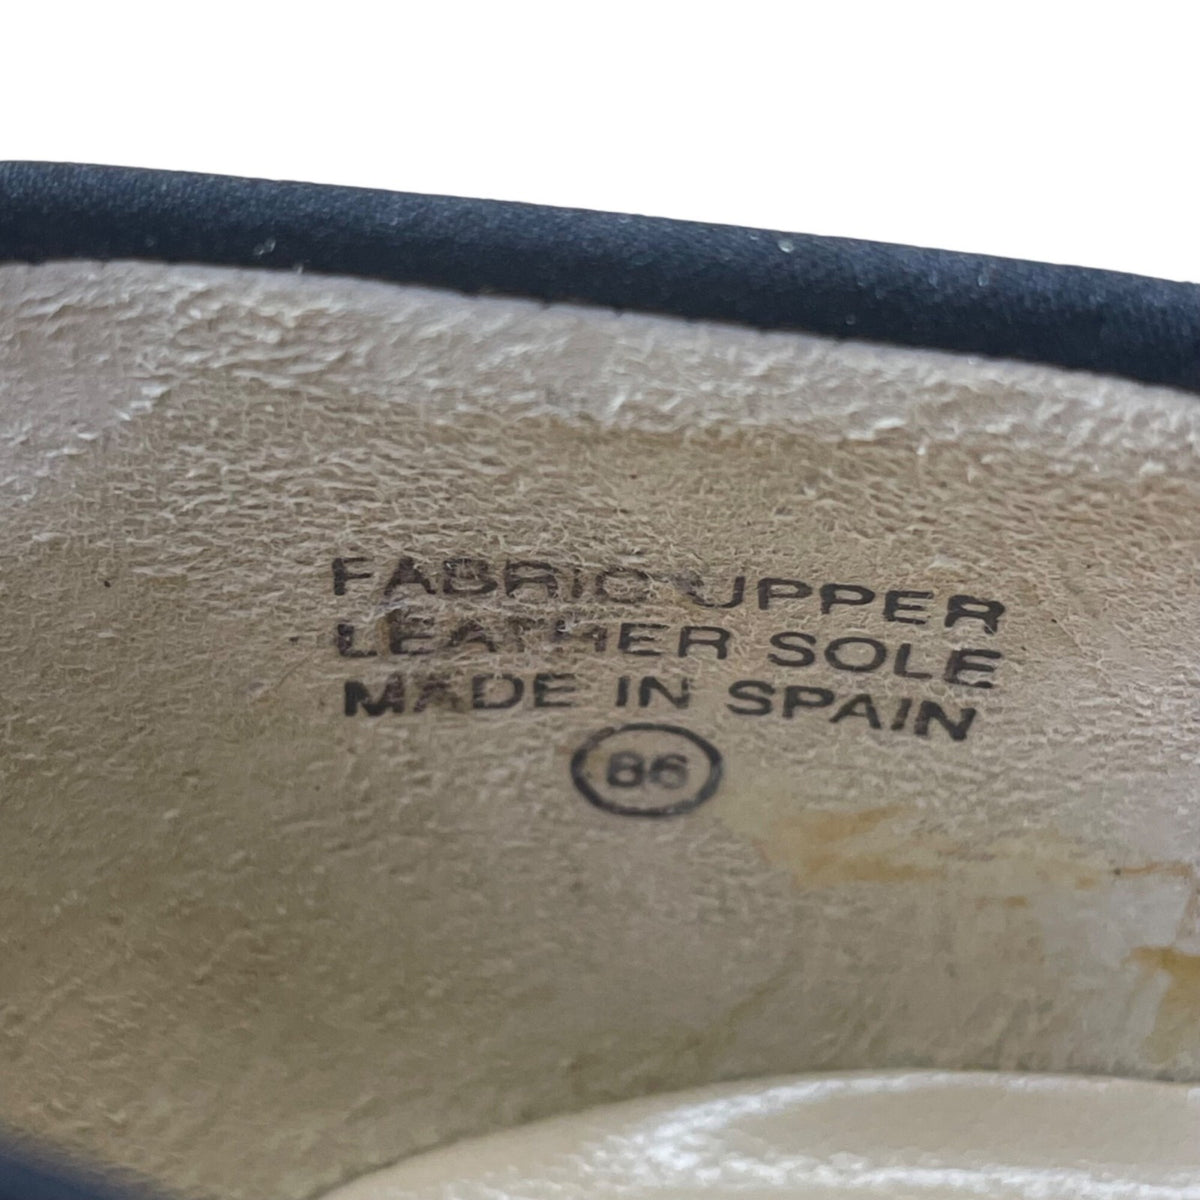 FABRIC UPPER
LEATHER SOLE
MADE IN SPAIN
86